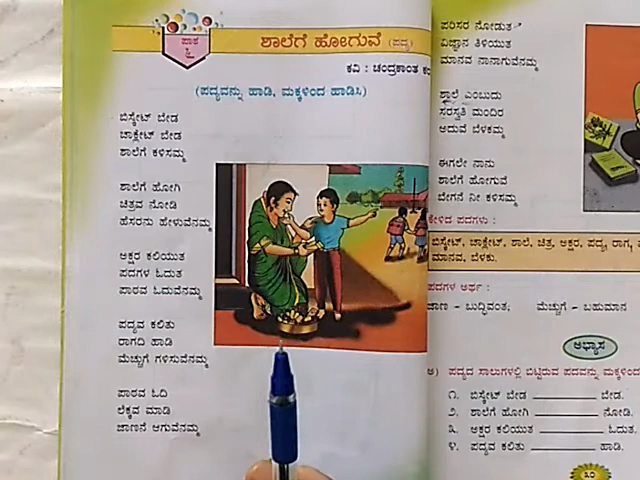 ಪಾಠ
ಶಾಲೆಗೆ ಹೋಗುವೆ (ಪದ್ಯ)
ಕವಿ : ಚಂದ್ರಕಾಂತ
(ಪದ್ಯವನ್ನು ಹಾಡಿ, ಮಕ್ಕಳಿಂದ ಹಾಡಿಸಿ)
ಬಿಸ್ಕೇಟ್ ಬೇಡ
ಚಾಕ್ಲೇಟ್ ಬೇಡ
ಶಾಲೆಗೆ ಕಳಿಸಮ್ಮ
ಶಾಲೆಗೆ ಹೋಗಿ
ಚಿತ್ರವ ನೋಡಿ
ಹೆಸರನು ಹೇಳುವೆನಮ್ಮ
ಅಕ್ಷರ ಕಲಿಯುತ
ಪದಗಳ ಓದುತ
ಪಾಠವ ಓದುವೆನಮ್ಮ
ಪದ್ಯವ ಕಲಿತು
ರಾಗದಿ ಹಾಡಿ
ಮೆಚ್ಚುಗೆ ಗಳಿಸುವೆನಮ್ಮ
ಪಾಠವ ಓದಿ
ಲೆಕ್ಕವ ಮಾಡಿ
ಜಾಣನೆ ಆಗುವೆನಮ್ಮ
ಪರಿಸರ ನೋಡುತ
ವಿಜ್ಞಾನ ತಿಳಿಯುತ
ಮಾನವ ನಾನಾಗುವೆನಮ್ಮ
ಶಾಲೆ ಎಂಬುದು
ಸರಸ್ವತಿ ಮಂದಿರ
ಅದುವೆ ಬೆಳಕಮ್ಮ
ಈಗಲೇ ನಾನು
ಶಾಲೆಗೆ ಹೋಗುವೆ
ಬೇಗನೆ ನೀ ಕಳಿಸಮ್ಮ
ಕೇಳಿದ ಪದಗಳು :
ಬಿಸ್ಕೇಟ್, ಚಾಕ್ಲೇಟ್, ಶಾಲೆ, ಚಿತ್ರ, ಅಕ್ಷರ, ಪದ್ಯ, ರಾಗ,
ಮಾನವ, ಬೆಳಕು.
ಪದಗಳ ಅರ್ಥ :
ಜಾಣ - ಬುದ್ಧಿವಂತ; ಮೆಚ್ಚುಗೆ - ಬಹುಮಾನ
ಅಭ್ಯಾಸ
ಅ) ಪದ್ಯದ ಸಾಲುಗಳಲ್ಲಿ ಬಿಟ್ಟಿರುವ ಪದವನ್ನು ಮಕ್ಕಳಿಂದ
೧. ಬಿಸ್ಕೇಟ್ ಬೇಡ ________ ಬೇಡ.
೨. ಶಾಲೆಗೆ ಹೋಗಿ ________ ನೋಡಿ.
೩. ಅಕ್ಷರ ಕಲಿಯುತ ________ ಓದುತ.
೪. ಪದ್ಯವ ಕಲಿತು ________ ಹಾಡಿ.
೩೦